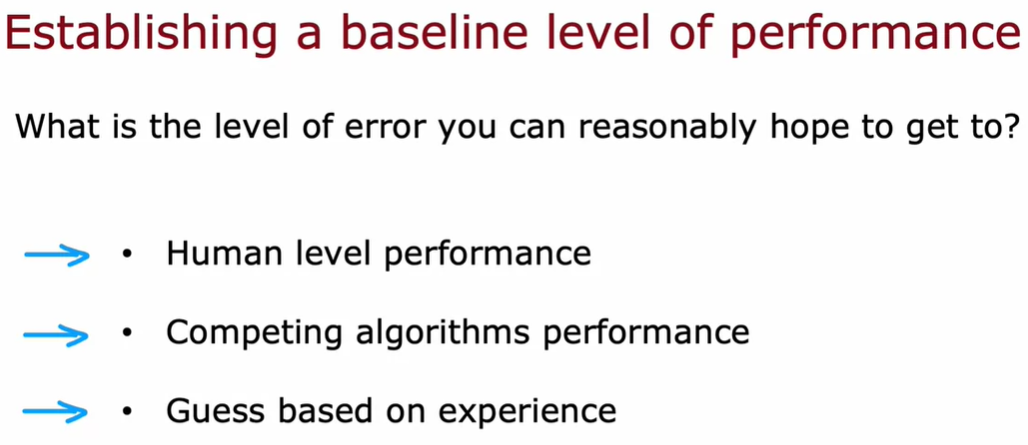 Establishing a baseline level of performance
What is the level of error you can reasonably hope to get to?
• Human level performance
• Competing algorithms performance
• Guess based on experience